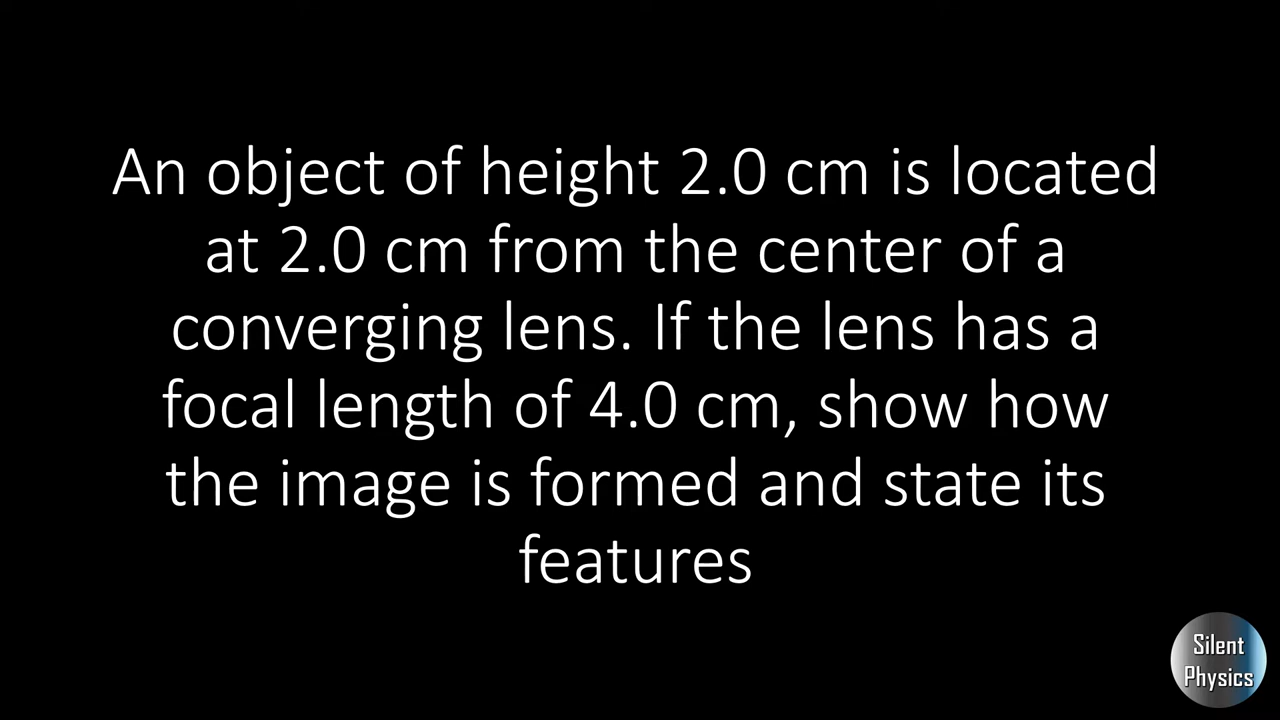 An object of height 2.0 cm is located
at 2.0 cm from the center of a
converging lens. If the lens has a
focal length of 4.0 cm, show how
the image is formed and state its
features
Silent
Physics